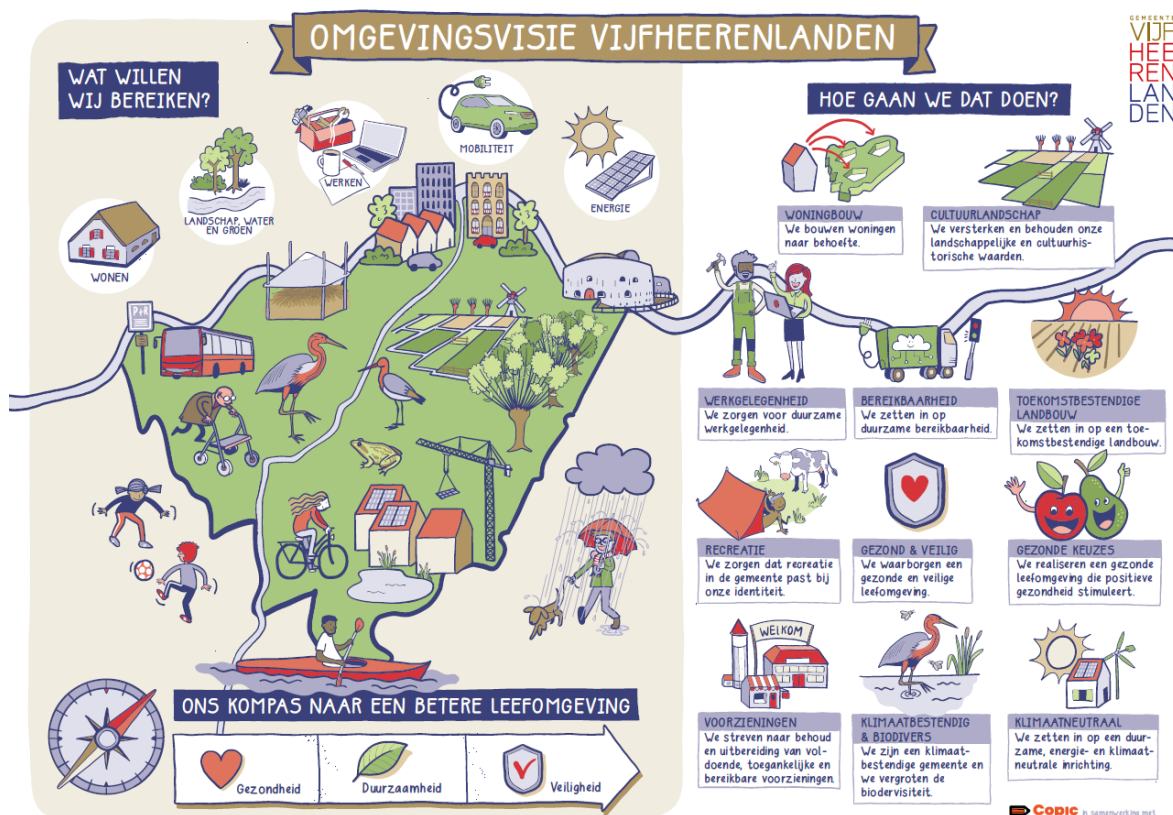 OMGEVINGSVISIE VIJFHEERENLANDEN
GEMEENTE
VIJF
HEE
REN
LAN
DEN
WAT WILLEN
WIJ BEREIKEN?
WONEN
LANDSCHAP, WATER
EN GROEN
WERKEN
MOBILITEIT
ENERGIE
P+R
ONS KOMPAS NAAR EEN BETERE LEEFOMGEVING
Gezondheid
Duurzaamheid
Veiligheid
HOE GAAN WE DAT DOEN?
WONINGBOUW
We bouwen woningen
naar behoefte.
CULTUURLANDSCHAP
We versterken en behouden onze
landschappelijke en cultuurhis-
torische waarden.
WERKGELEGENHEID
We zorgen voor duurzame
werkgelegenheid.
BEREIKBAARHEID
We zetten in op
duurzame bereikbaarheid.
TOEKOMSTBESTENDIGE
LANDBOUW
We zetten in op een toe-
komstbestendige landbouw.
RECREATIE
We zorgen dat recreatie
in de gemeente past bij
onze identiteit.
GEZOND & VEILIG
We waarborgen een
gezonde en veilige
leefomgeving.
GEZONDE KEUZES
We realiseren een gezonde
leefomgeving die positieve
gezondheid stimuleert.
WELKOM
VOORZIENINGEN
We streven naar behoud
en uitbereiding van vol-
doende, toegankelijke en
bereikbare voorzieningen.
KLIMAATBESTENDIG
& BIODIVERS
We zijn een klimaat-
bestendige gemeente en
we vergroten de
biodervisiteit.
KLIMAATNEUTRAAL
We zetten in op een duur-
zame, energie- en klimaat-
neutrale inrichting.
CODIC in samenwerking met